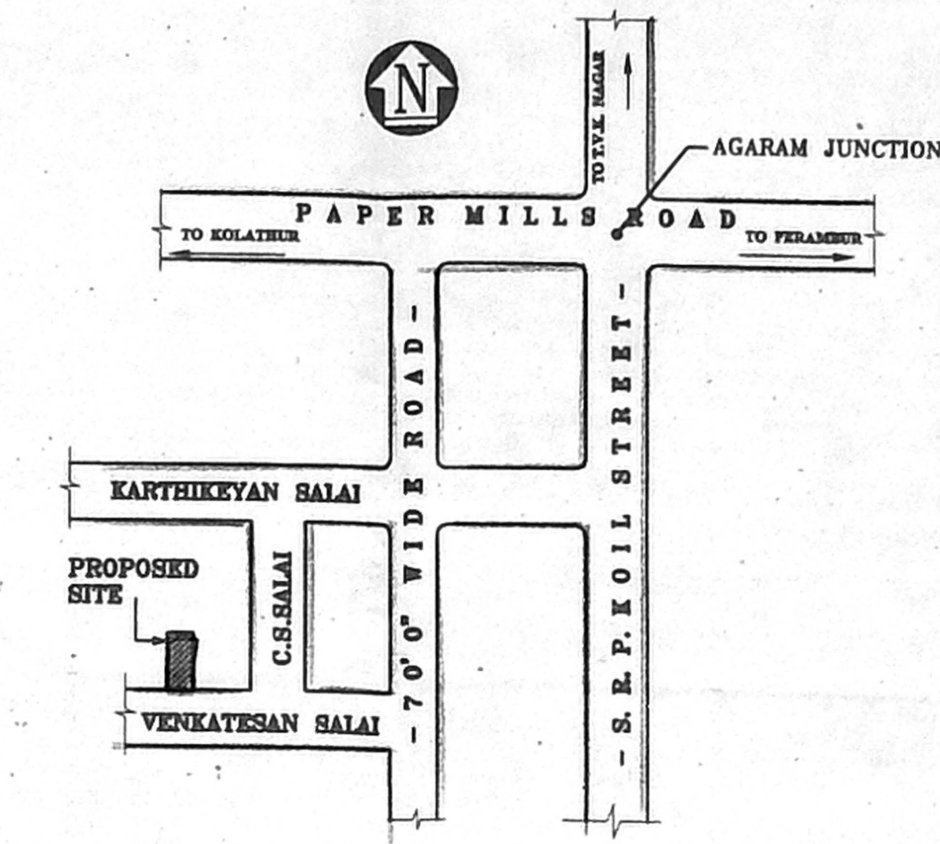 N
TO T.V.K. NAGAR
AGARAM JUNCTION
PAPER MILLS ROAD
TO KOLATHUR
TO PERAMBUR
- 70'0" WIDE ROAD -
- S.R.P. KOIL STREET -
KARTHIKEYAN SALAI
PROPOSED
SITE
C.S.SALAI
VENKATESAN SALAI